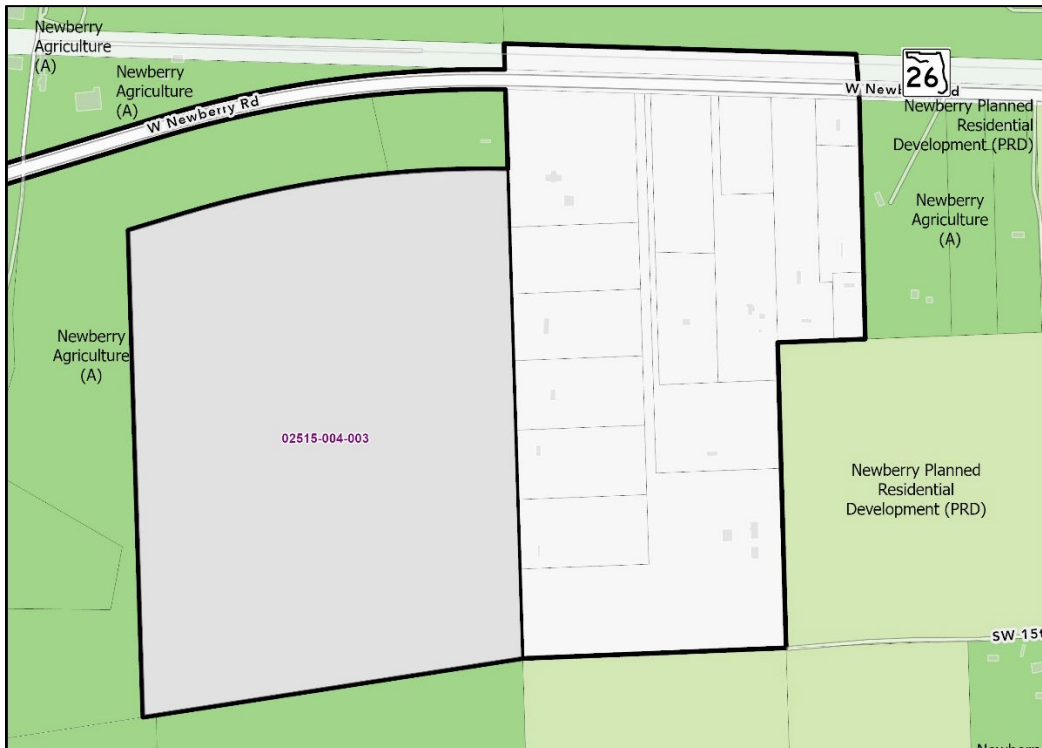 Newberry
Agriculture
(A)
Newberry
Agriculture
(A)
W Newberry Rd
26
W Newb
d
Newberry Planned
Residential
Development (PRD)
Newberry
Agriculture
(A)
Newberry
Agriculture
(A)
02515-004-003
Newberry Planned
Residential
Development (PRD)
SW 15t